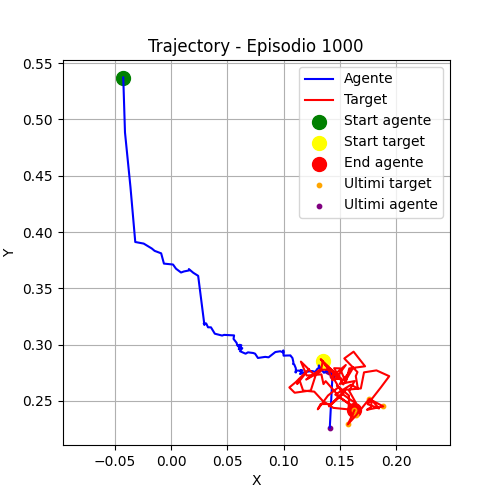 Trajectory - Episodio 1000
Agente
Target
Start agente
Start target
End agente
Ultimi target
Ultimi agente
0.55
0.50
0.45
0.40
0.35
0.30
0.25
Y
−0.05 0.00 0.05 0.10 0.15 0.20
X